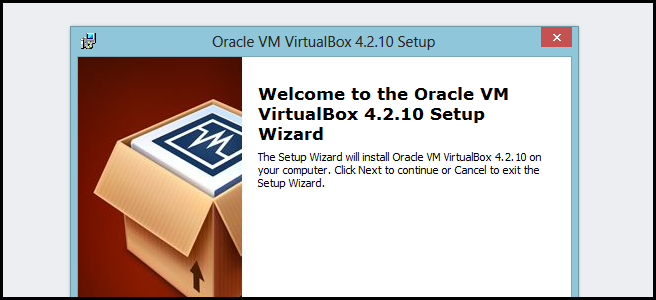 Oracle VM VirtualBox 4.2.10 Setup
Welcome to the Oracle VM
VirtualBox 4.2.10 Setup
Wizard
The Setup Wizard will install Oracle VM VirtualBox 4.2.10 on
your computer. Click Next to continue or Cancel to exit the
Setup Wizard.